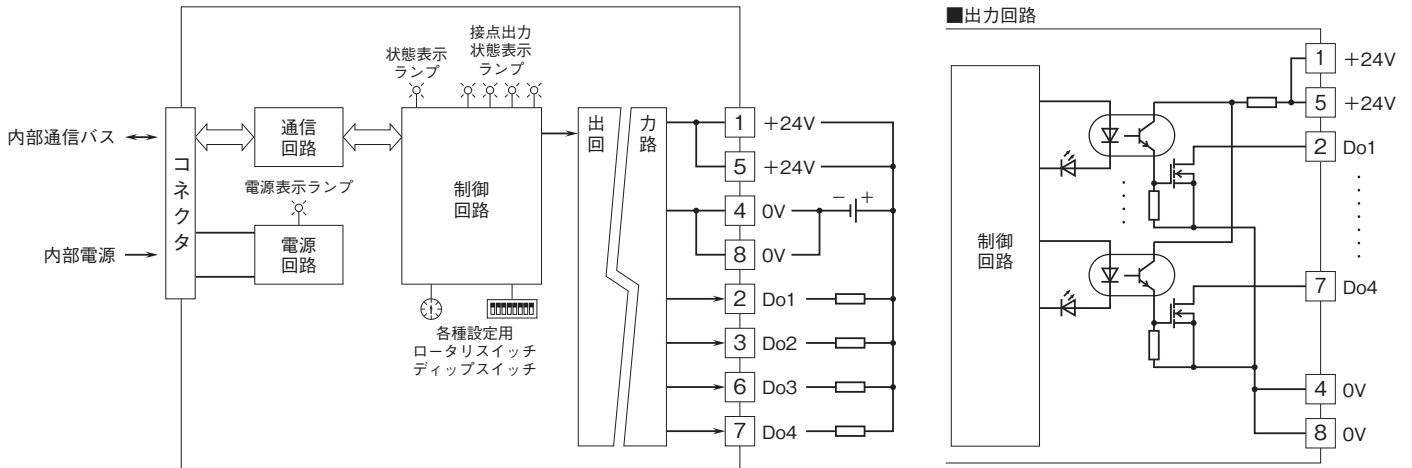 状態表示
ランプ
接点出力
状態表示
ランプ
内部通信バス
コネクタ
通信
回路
電源表示ランプ
内部電源
電源
回路
制御
回路
各種設定用
ロータリスイッチ
ディップスイッチ
出力
回路
1 +24V
5 +24V
4 0V
− +
8 0V
2 Do1
3 Do2
6 Do3
7 Do4
■出力回路
制御
回路
1 +24V
5 +24V
2 Do1
7 Do4
4 0V
8 0V